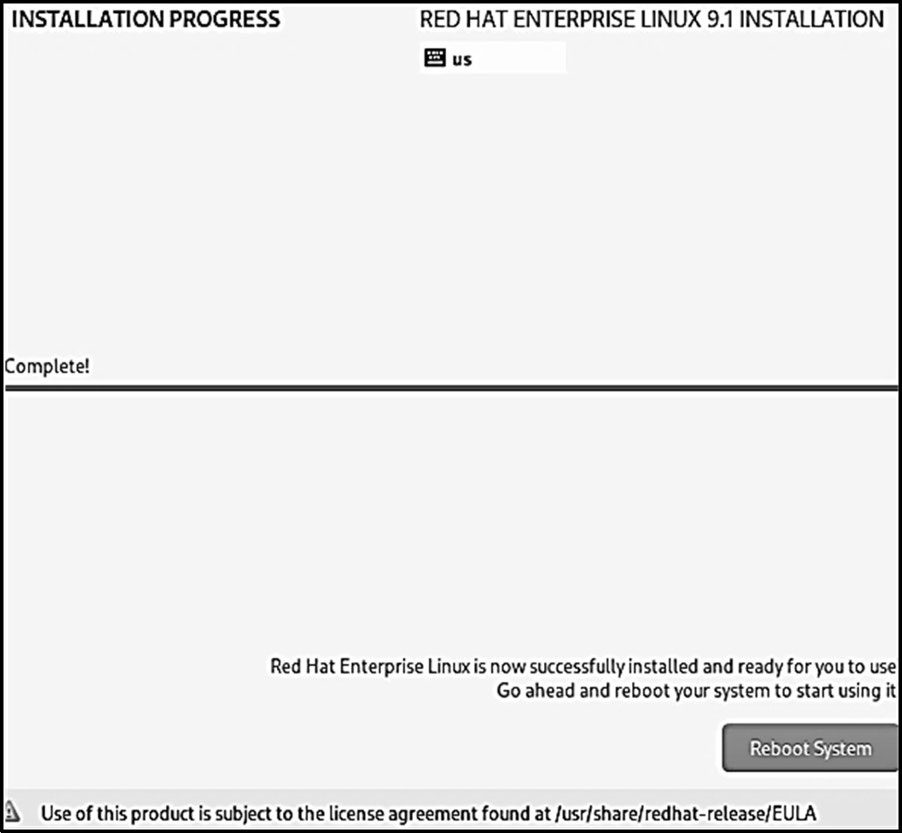 INSTALLATION PROGRESS
RED HAT ENTERPRISE LINUX 9.1 INSTALLATION
us
Complete!
Red Hat Enterprise Linux is now successfully installed and ready for you to use
Go ahead and reboot your system to start using it
Reboot System
Use of this product is subject to the license agreement found at /usr/share/redhat-release/EULA